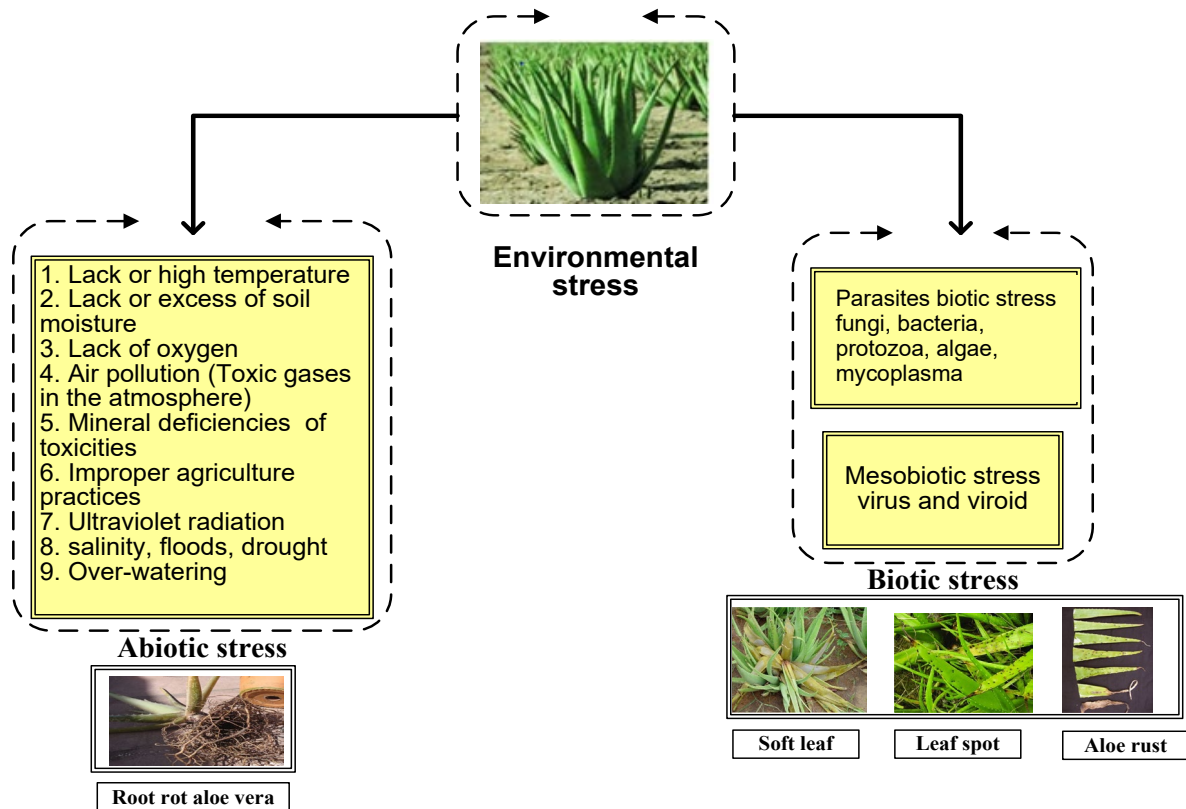 Environmental
stress
1. Lack or high temperature
2. Lack or excess of soil
moisture
3. Lack of oxygen
4. Air pollution (Toxic gases
in the atmosphere)
5. Mineral deficiencies of
toxicities
6. Improper agriculture
practices
7. Ultraviolet radiation
8. salinity, floods, drought
9. Over-watering
Abiotic stress
Root rot aloe vera
Parasites biotic stress
fungi, bacteria,
protozoa, algae,
mycoplasma
Mesobiotic stress
virus and viroid
Biotic stress
Soft leaf
Leaf spot
Aloe rust